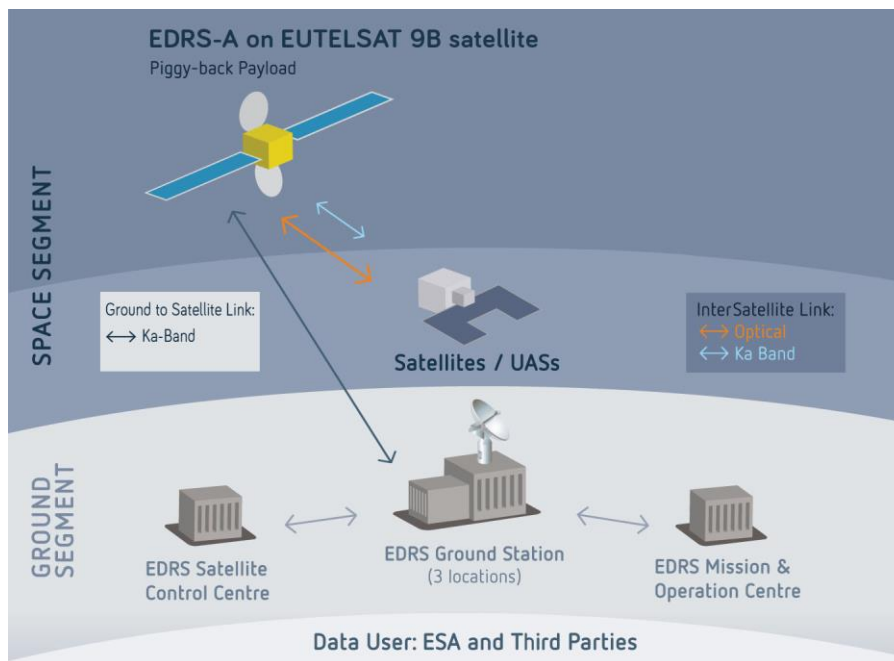 EDRS-A on EUTELSAT 9B satellite
Piggy-back Payload
SPACE SEGMENT
Ground to Satellite Link:
Ka-Band
InterSatellite Link:
Optical
Ka Band
Satellites / UASs
GROUND
SEGMENT
EDRS Satellite
Control Centre
EDRS Ground Station
(3 locations)
EDRS Mission &
Operation Centre
Data User: ESA and Third Parties